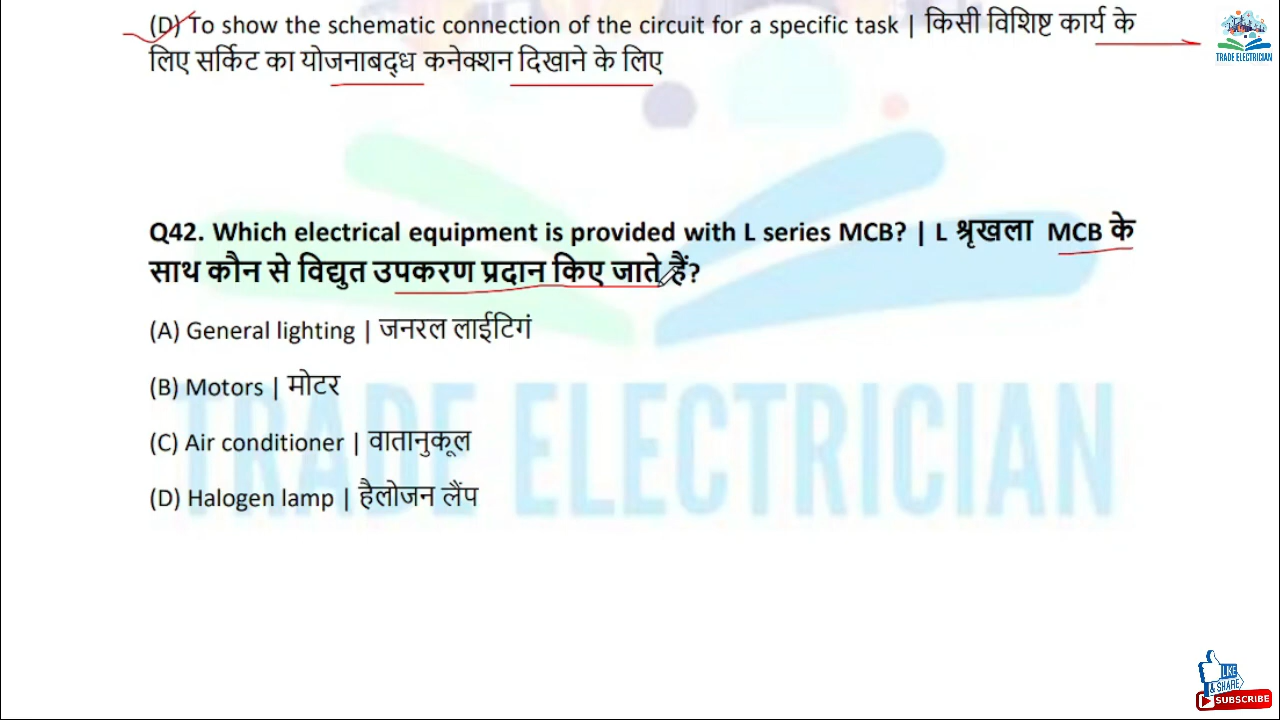 (D) To show the schematic connection of the circuit for a specific task | किसी विशिष्ट कार्य के
लिए सर्किट का योजनाबद्ध कनेक्शन दिखाने के लिए
TRADE ELECTRICIAN
Q42. Which electrical equipment is provided with L series MCB? | L श्रृखला MCB के
साथ कौन से विद्युत उपकरण प्रदान किए जाते हैं?
(A) General lighting | जनरल लाईटिगं
(B) Motors | मोटर
(C) Air conditioner | वातानुकूल
(D) Halogen lamp | हैलोजन लैंप
TRADE ELECTRICIAN
LIKE
& SHARE
SUBSCRIBE